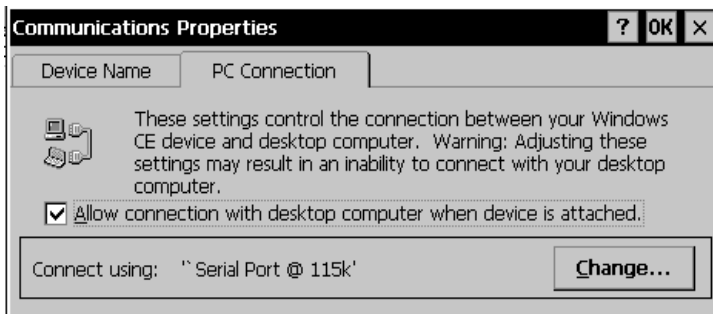 Communications Properties ? OK ×
Device Name PC Connection
These settings control the connection between your Windows
CE device and desktop computer. Warning: Adjusting these
settings may result in an inability to connect with your desktop
computer.
Allow connection with desktop computer when device is attached.
Connect using: '`Serial Port @ 115k' Change...